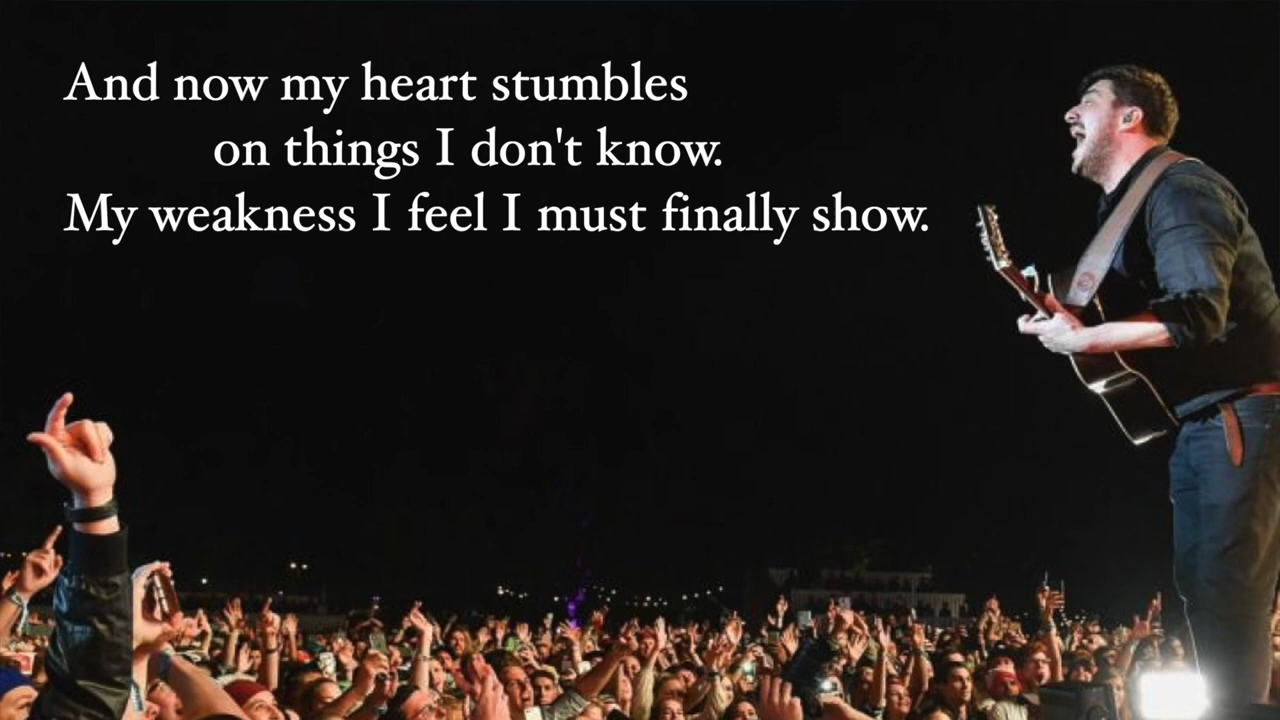 And now my heart stumbles
on things I don't know.
My weakness I feel I must finally show.